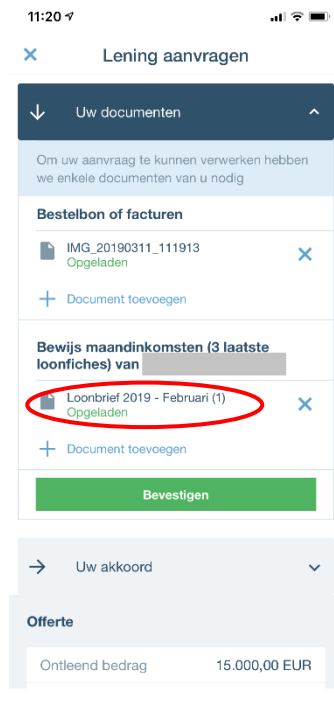 11:20
Lening aanvragen
Uw documenten
Om uw aanvraag te kunnen verwerken hebben
we enkele documenten van u nodig
Bestelbon of facturen
IMG_20190311_111913
Opgeladen
Document toevoegen
Bewijs maandinkomsten (3 laatste
loonfiches) van
Loonbrief 2019 - Februari (1)
Opgeladen
Document toevoegen
Bevestigen
Uw akkoord
Offerte
Ontleend bedrag 15.000,00 EUR